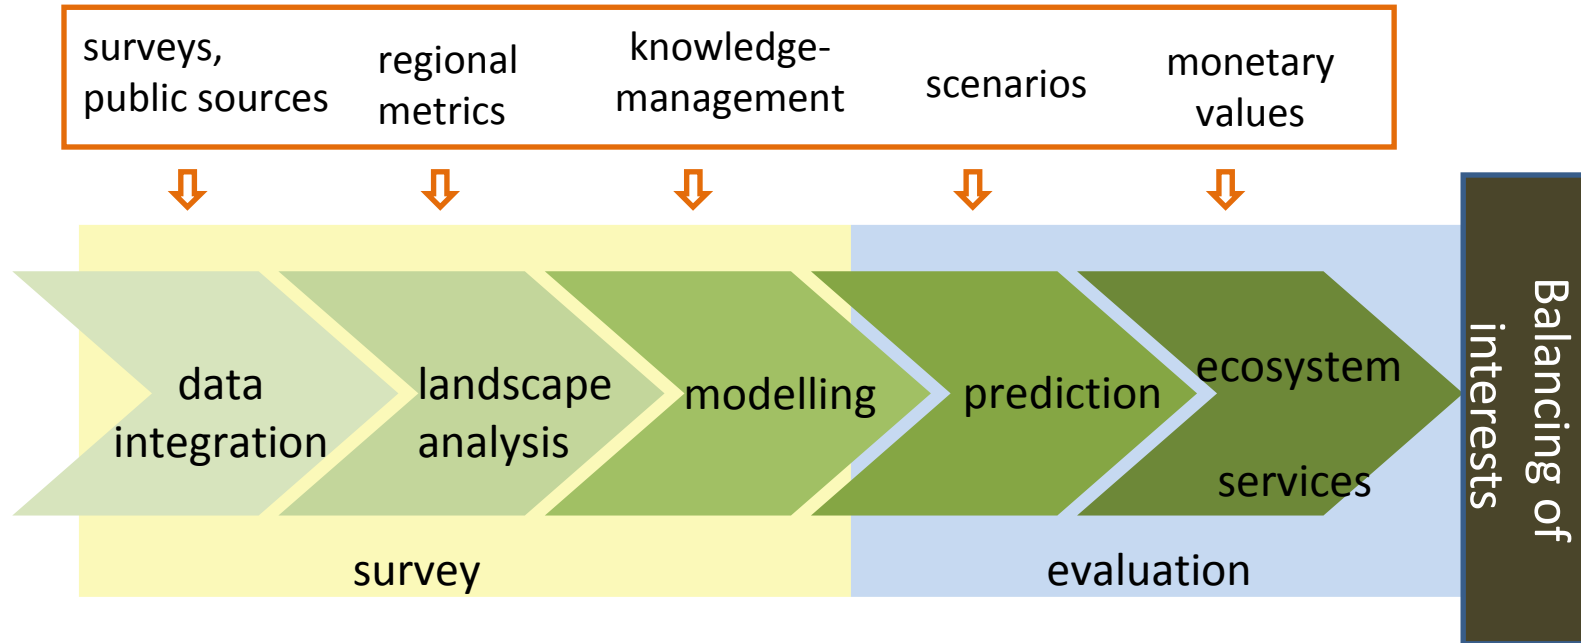 surveys,
public sources
regional
metrics
knowledge-
management
scenarios
monetary
values
data
integration
landscape
analysis
modelling
prediction
ecosystem
services
survey
evaluation
Balancing of
interests